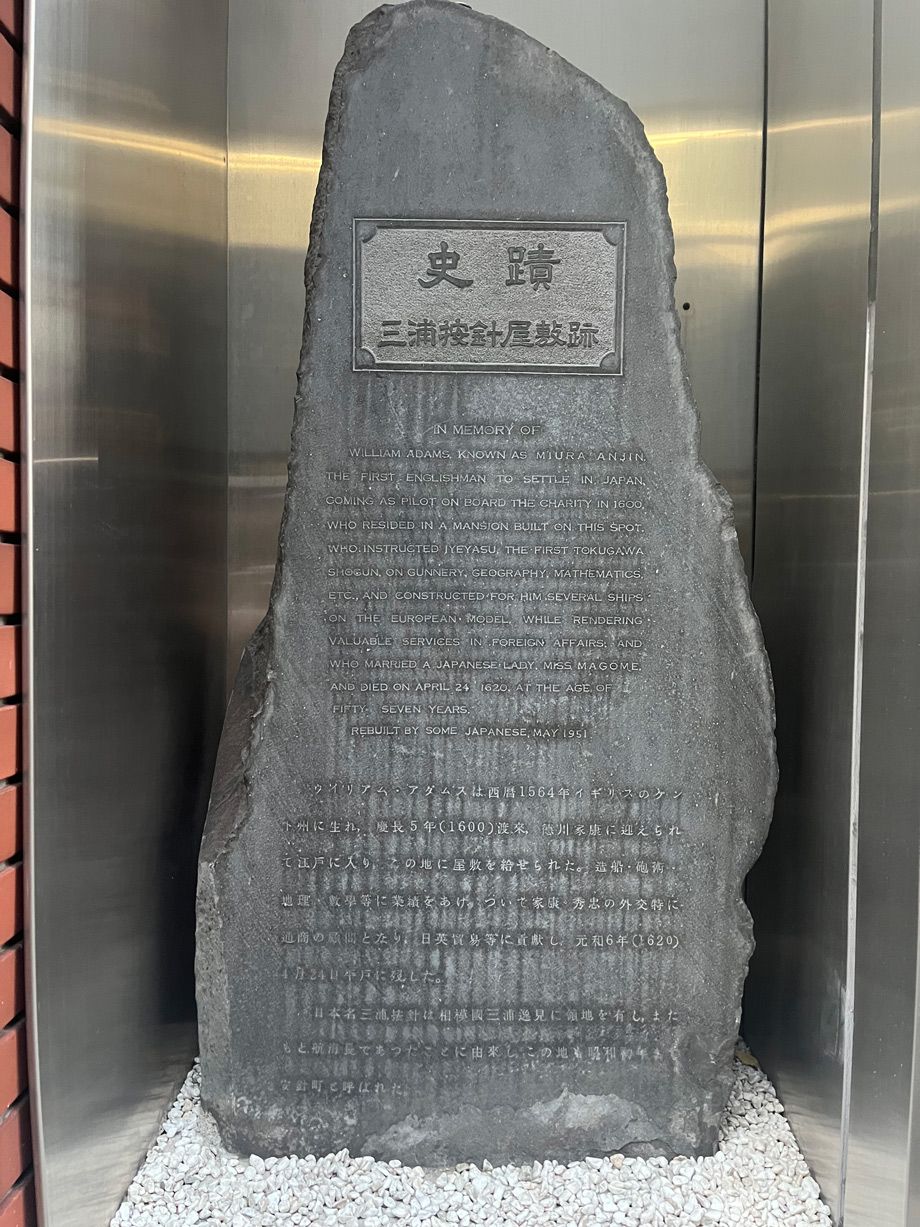 史蹟
三浦按針屋敷跡
IN MEMORY OF
WILLIAM ADAMS, KNOWN AS MIURA ANJIN,
THE FIRST ENGLISHMAN TO SETTLE IN JAPAN,
COMING AS PILOT ON BOARD THE CHARITY IN 1600,
WHO RESIDED IN A MANSION BUILT ON THIS SPOT,
WHO INSTRUCTED IYEYASU, THE FIRST TOKUGAWA
SHOGUN, ON GUNNERY, GEOGRAPHY, MATHEMATICS,
ETC., AND CONSTRUCTED FOR HIM SEVERAL SHIPS
ON THE EUROPEAN MODEL, WHILE RENDERING
VALUABLE SERVICES IN FOREIGN AFFAIRS, AND
WHO MARRIED A JAPANESE LADY, MISS MAGOME,
AND DIED ON APRIL 24, 1620, AT THE AGE OF
FIFTY SEVEN YEARS.
REBUILT BY SOME JAPANESE, MAY 1951
ウイリアム・アダムスは西暦1564年イギリスのケン
ト州に生れ，慶長5年(1600)渡來，徳川家康に迎えられ
て江戸に入り，この地に屋敷を給せられた。造船・砲術・
地理・數學等に業績をあげ，ついで家康・秀忠の外交特に
通商の顧問となり，日英貿易等に貢献し，元和6年(1620)
4月24日平戸に歿した。
日本名三浦按針は相模國三浦逸見に領地を有し，また
もと航海長であつたことに由来し，この地も昭和
安針町と呼ばれた